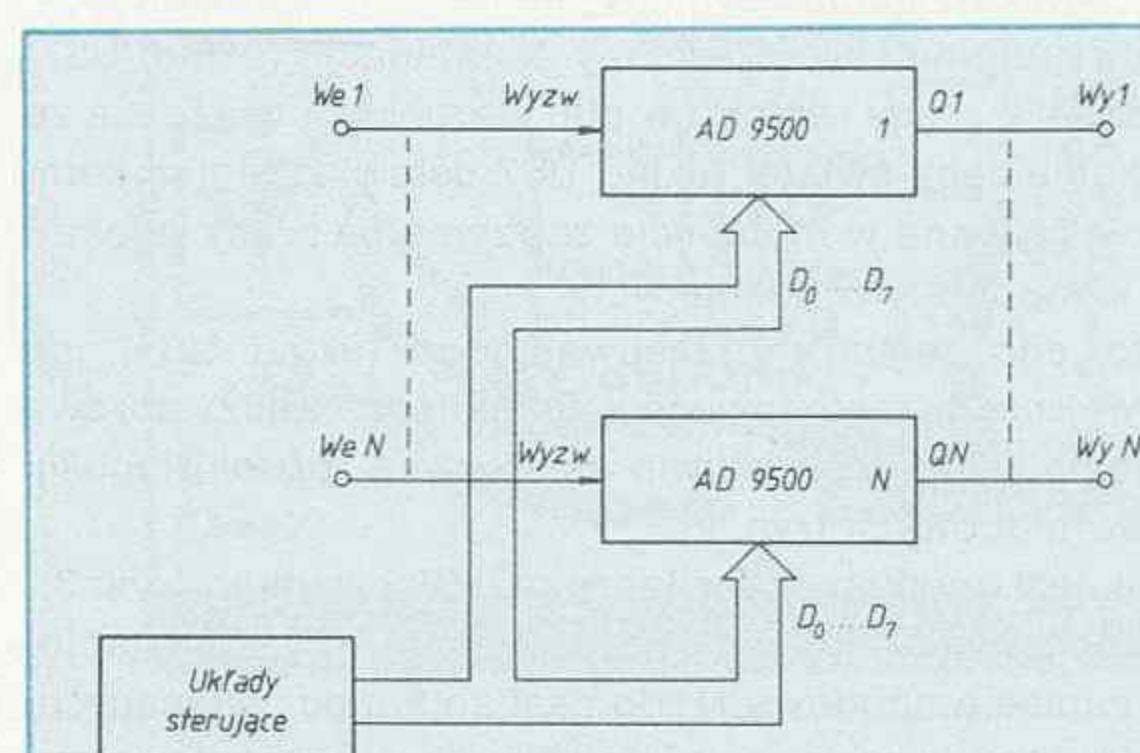 We 1 Wyzw. AD 9500 1 Q1 Wy1
D₀...D₇
We N Wyzw. AD 9500 N QN Wy N
D₀...D₇
Układy
sterujące